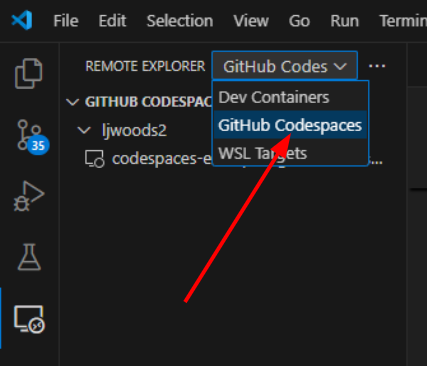 File Edit Selection View Go Run
REMOTE EXPLORER GitHub Codes
GITHUB CODESPAC
Dev Containers
ljwoods2
GitHub Codespaces
35
WSL Targets
codespaces-e